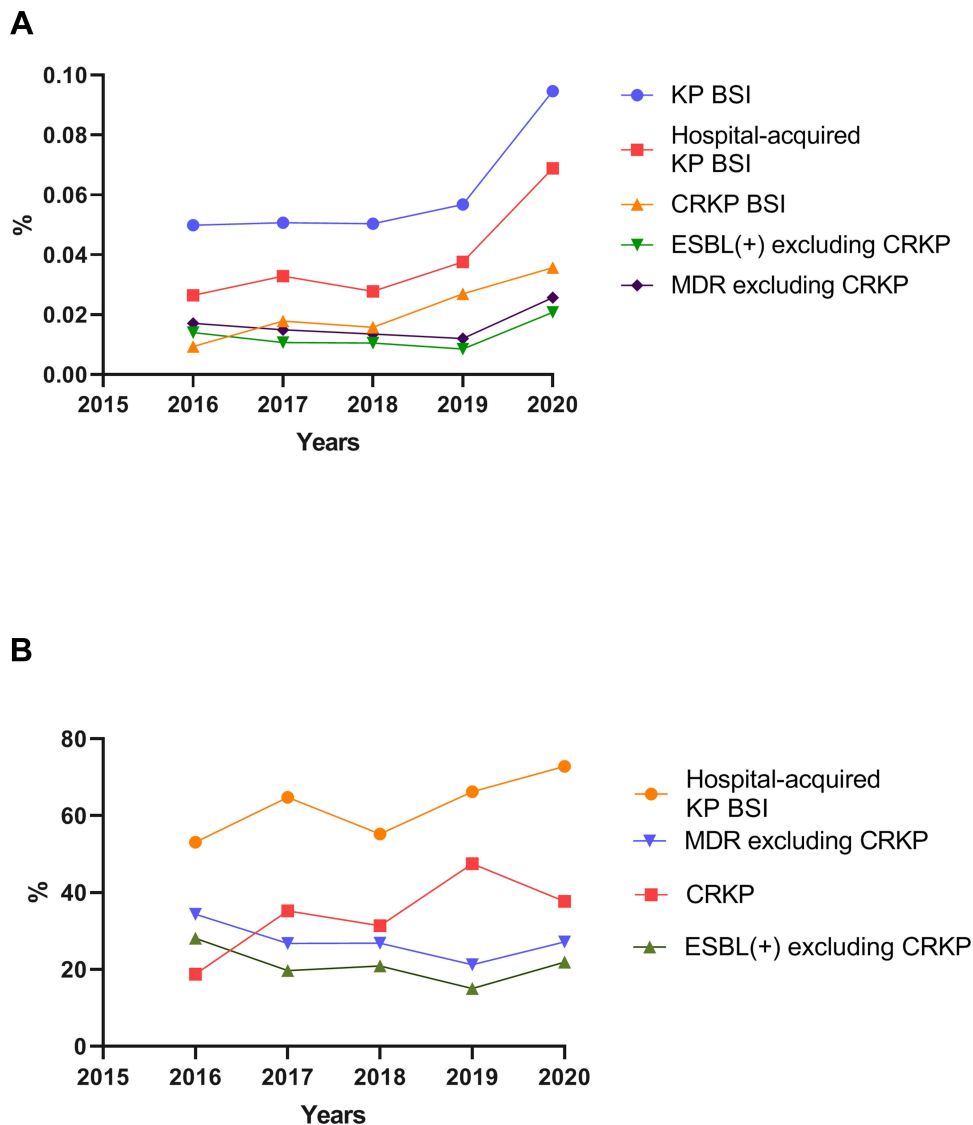 A
0.10
0.08
0.06
0.04
0.02
0.00
%
2015 2016 2017 2018 2019 2020
Years
KP BSI
Hospital-acquired
KP BSI
CRKP BSI
ESBL(+) excluding CRKP
MDR excluding CRKP
B
80
60
40
20
0
%
2015 2016 2017 2018 2019 2020
Years
Hospital-acquired
KP BSI
MDR excluding CRKP
CRKP
ESBL(+) excluding CRKP